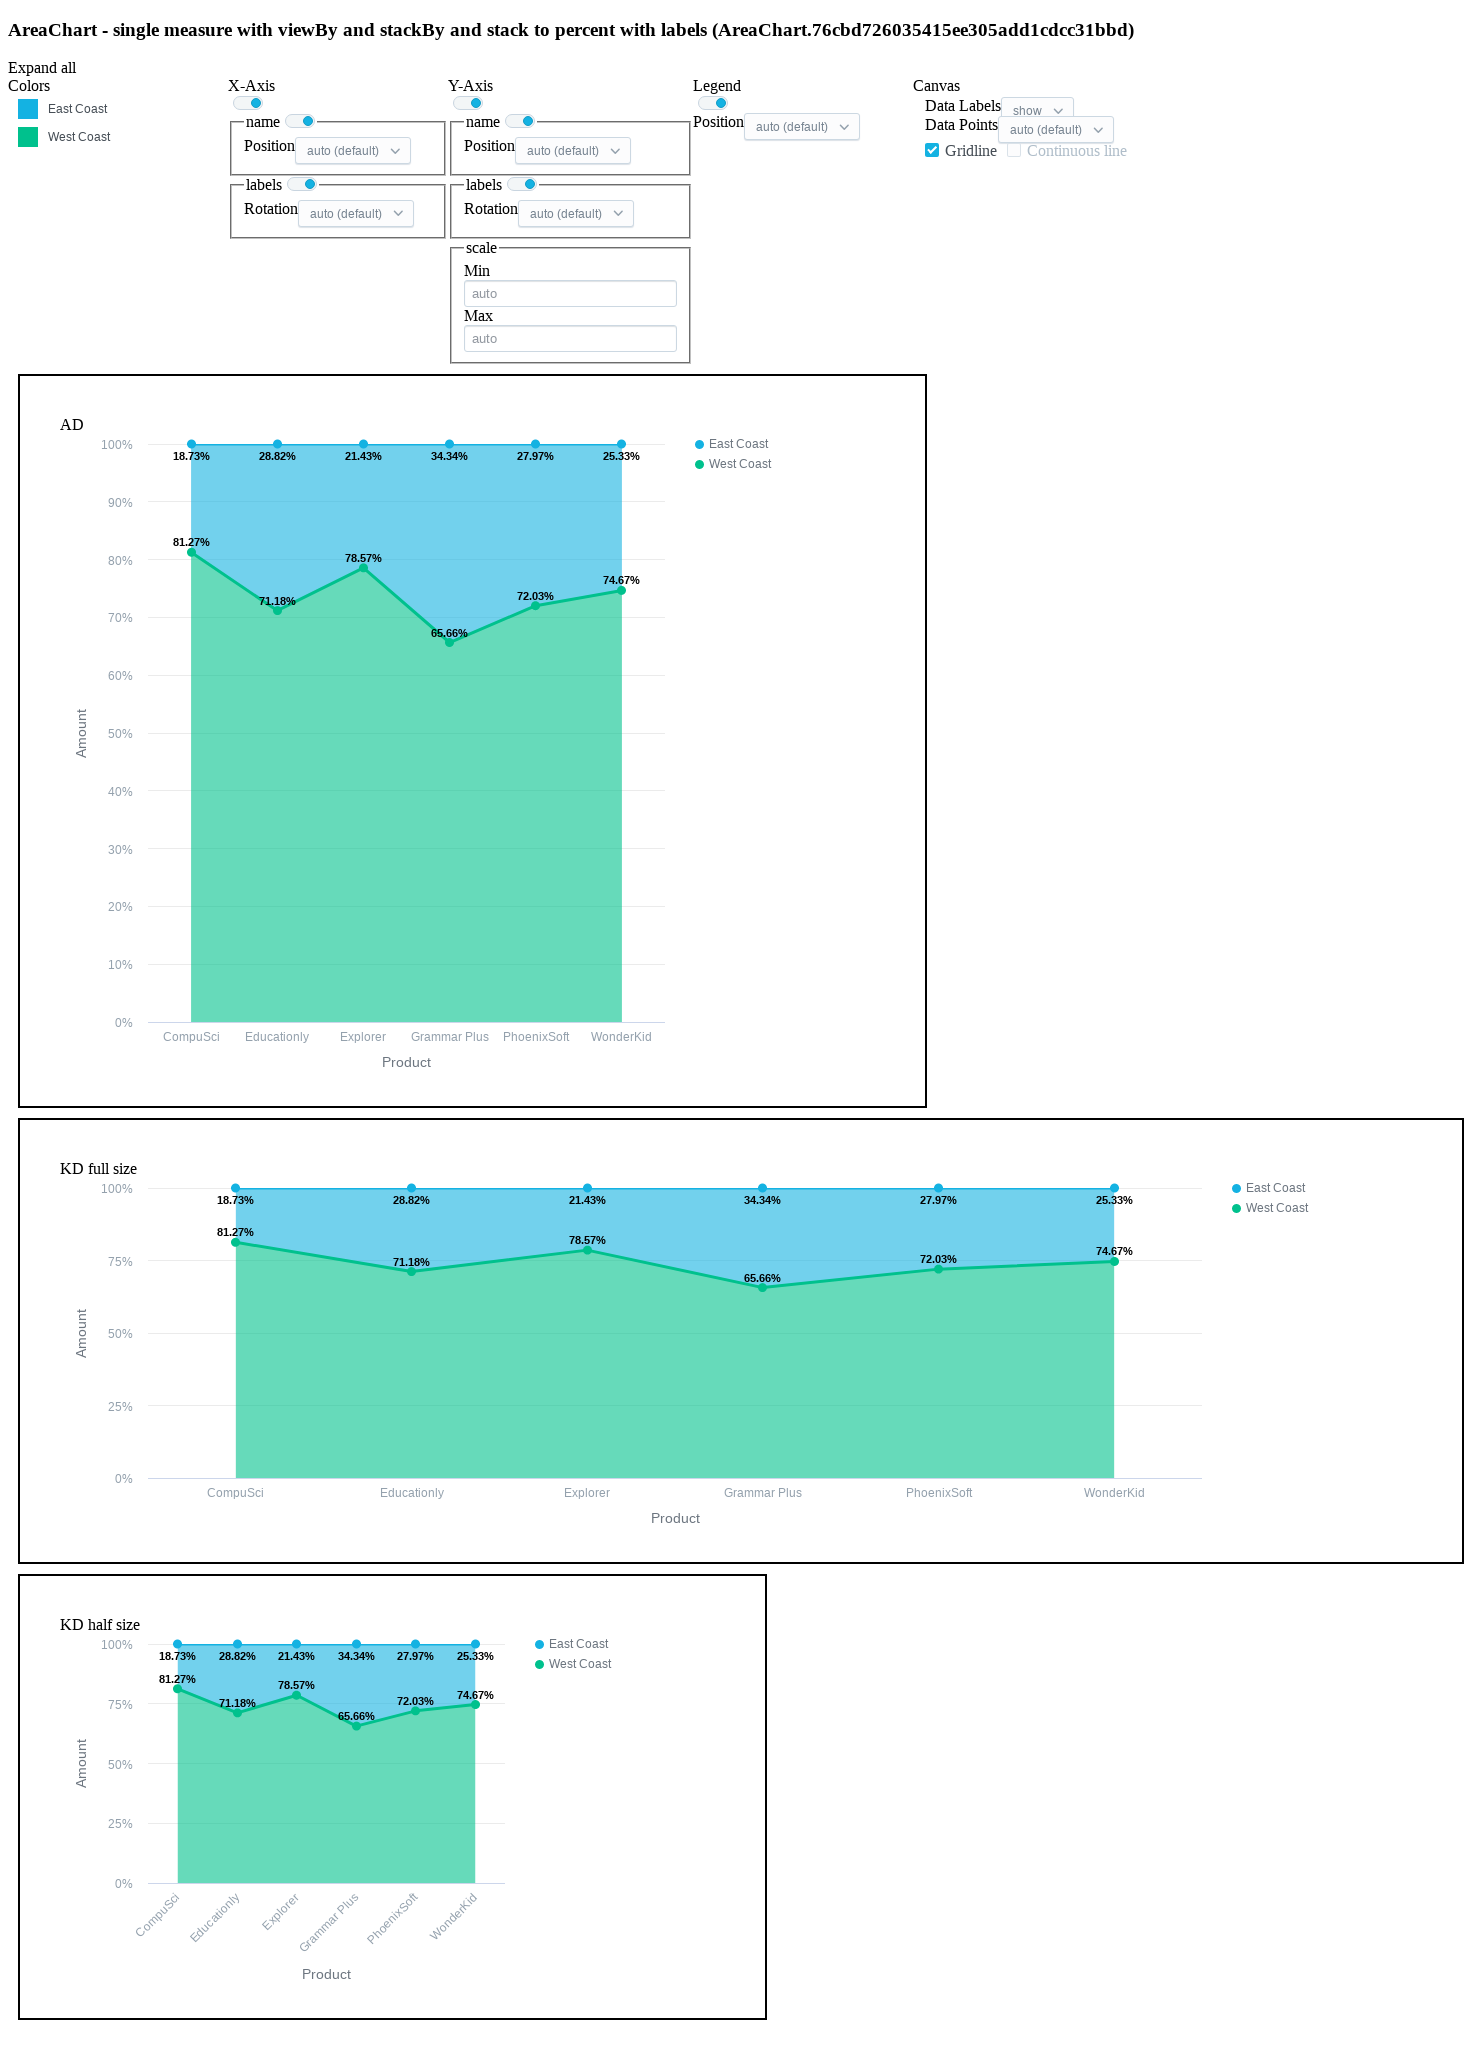 AreaChart - single measure with viewBy and stackBy and stack to percent with labels (AreaChart.76cbd726035415ee305add1cdcc31bbd)
Expand all
Colors
East Coast
West Coast
X-Axis
name
Position auto (default)
labels
Rotation auto (default)
Y-Axis
name
Position auto (default)
labels
Rotation auto (default)
scale
Min
auto
Max
auto
Legend
Position auto (default)
Canvas
Data Labels show
Data Points auto (default)
Gridline Continuous line
AD
100%
90%
80%
70%
60%
50%
40%
30%
20%
10%
0%
Amount
18.73% 28.82% 21.43% 34.34% 27.97% 25.33%
81.27% 71.18% 78.57% 65.66% 72.03% 74.67%
CompuSci Educationly Explorer Grammar Plus PhoenixSoft WonderKid
Product
East Coast
West Coast
KD full size
100%
75%
50%
25%
0%
Amount
18.73% 28.82% 21.43% 34.34% 27.97% 25.33%
81.27% 71.18% 78.57% 65.66% 72.03% 74.67%
CompuSci Educationly Explorer Grammar Plus PhoenixSoft WonderKid
Product
East Coast
West Coast
KD half size
100%
75%
50%
25%
0%
Amount
18.73% 28.82% 21.43% 34.34% 27.97% 25.33%
81.27% 71.18% 78.57% 65.66% 72.03% 74.67%
CompuSci Educationly Explorer Grammar Plus PhoenixSoft WonderKid
Product
East Coast
West Coast